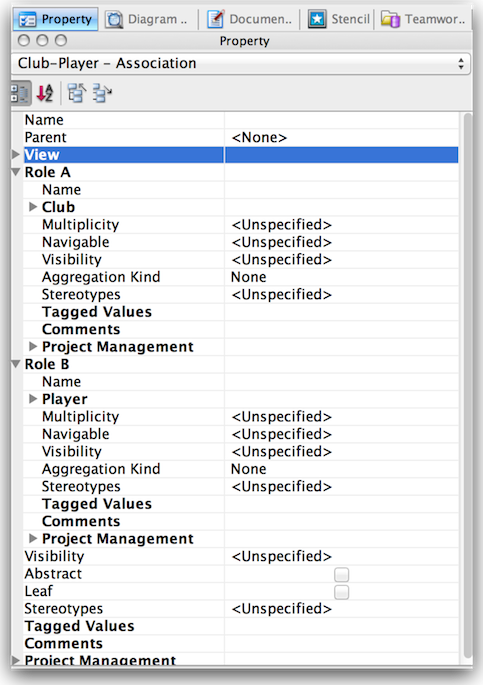 Property Diagram .. Documen.. Stencil Teamwor..
Property
Club-Player - Association
Name
Parent <None>
View
Role A
Name
Club
Multiplicity <Unspecified>
Navigable <Unspecified>
Visibility <Unspecified>
Aggregation Kind None
Stereotypes <Unspecified>
Tagged Values
Comments
Project Management
Role B
Name
Player
Multiplicity <Unspecified>
Navigable <Unspecified>
Visibility <Unspecified>
Aggregation Kind None
Stereotypes <Unspecified>
Tagged Values
Comments
Project Management
Visibility <Unspecified>
Abstract
Leaf
Stereotypes <Unspecified>
Tagged Values
Comments
Project Management